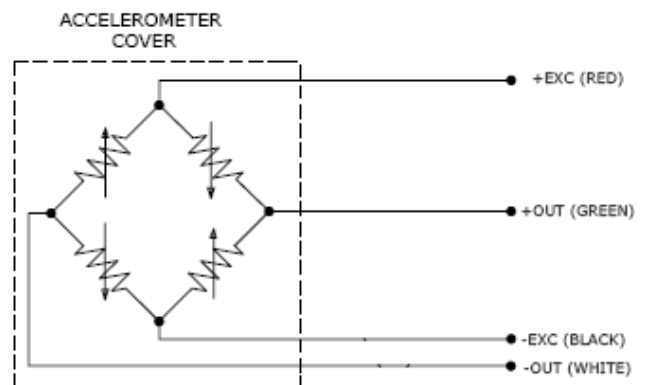 ACCELEROMETER
COVER
+EXC (RED)
+OUT (GREEN)
-EXC (BLACK)
-OUT (WHITE)